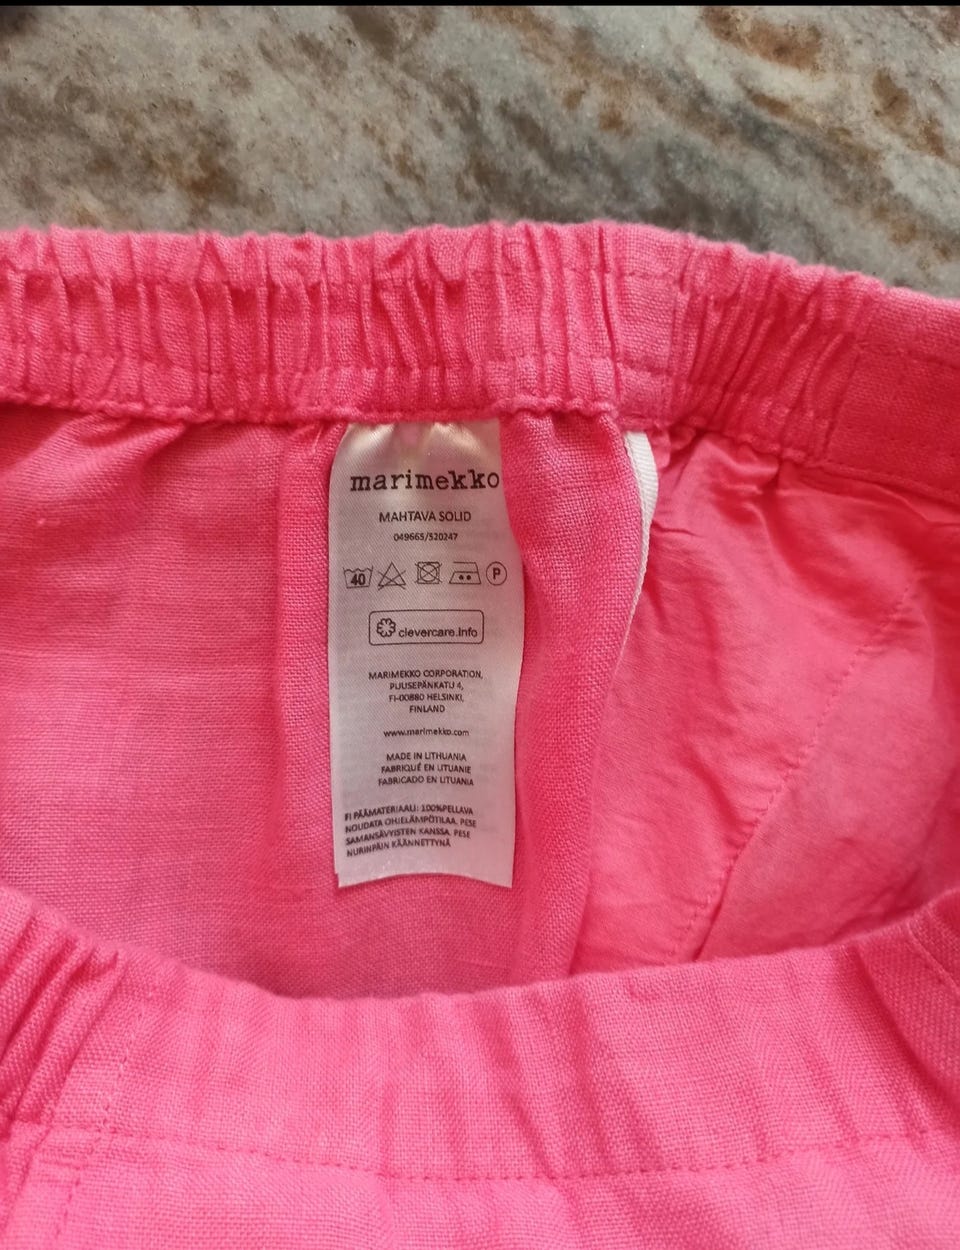 marimekko
MAHTAVA SOLID
049665/520247
40 P
clevercare.info
MARIMEKKO CORPORATION,
PUUSEPÄNKATU 4,
FI-00880 HELSINKI,
FINLAND
www.marimekko.com
MADE IN LITHUANIA
FABRIQUÉ EN LITUANIE
FABRICADO EN LITUANIA
FI PÄÄMATERIAALI: 100%PELLAVA
NOUDATA OHJELÄMPÖTILAA. PESE
SAMANSÄVYISTEN KANSSA. PESE
NURINPÄIN KÄÄNNETTYNÄ